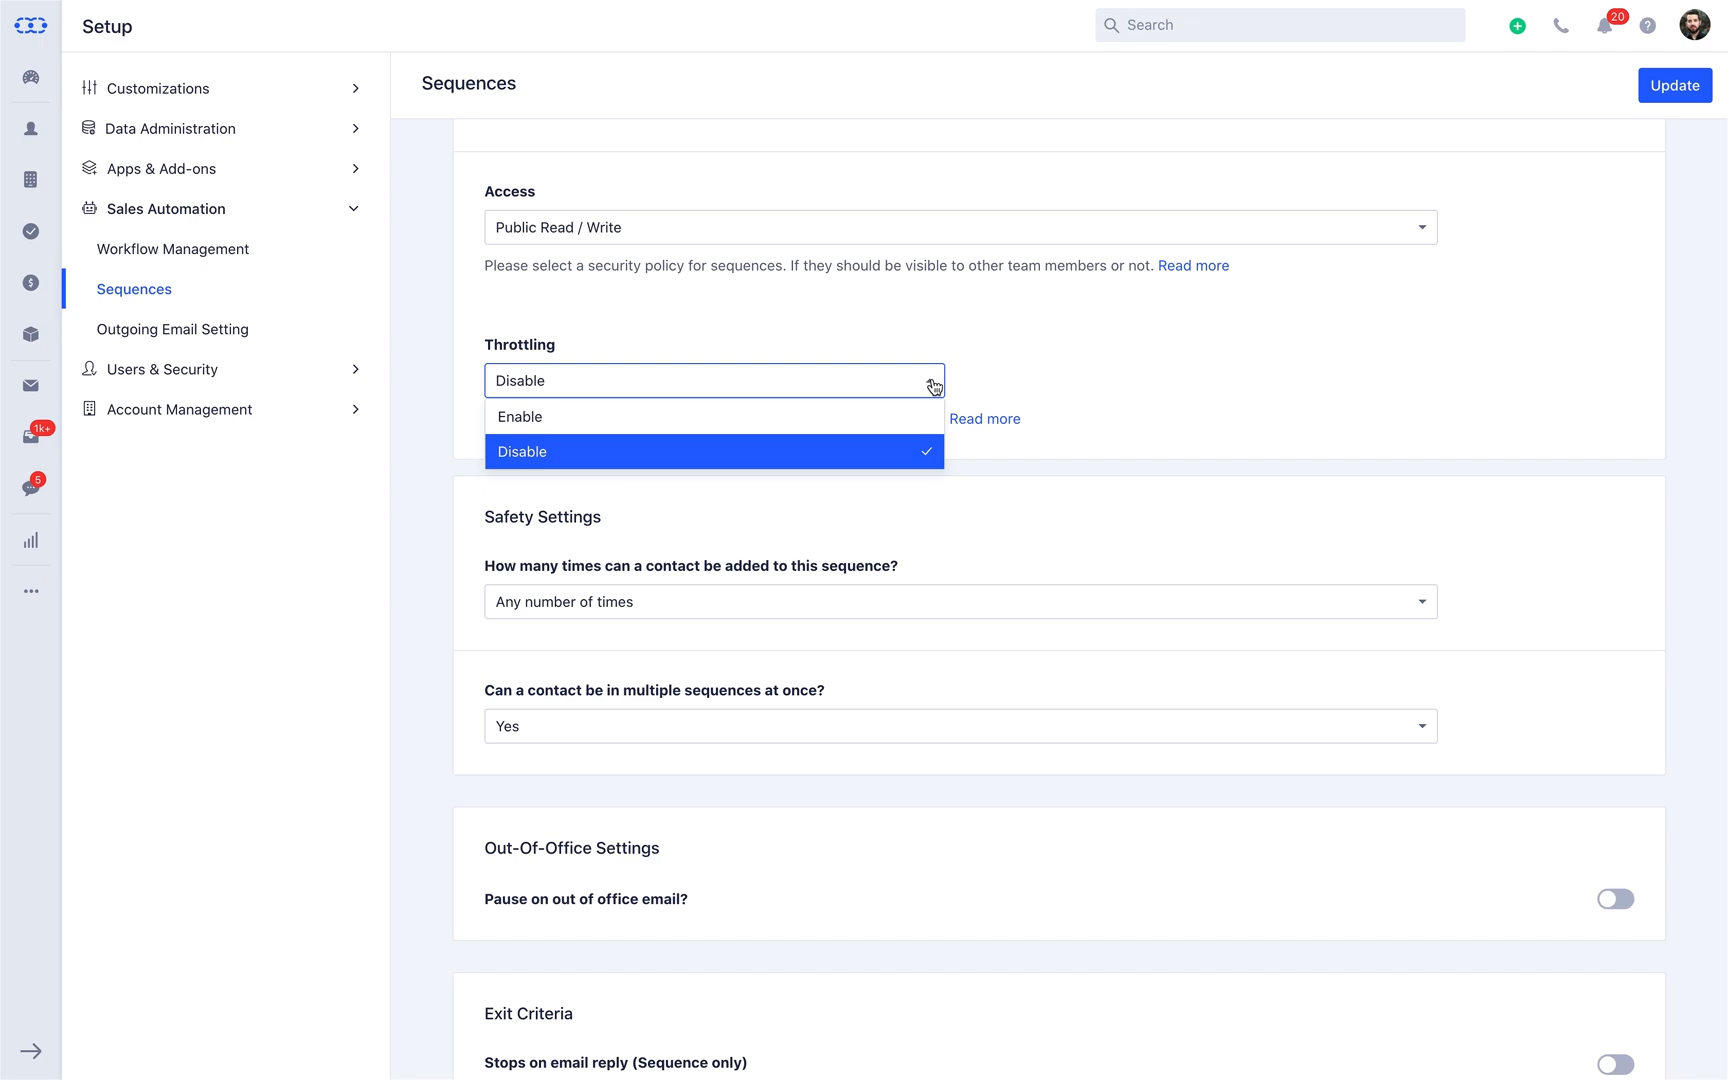 Setup
Search
20
Customizations
Data Administration
Apps & Add-ons
Sales Automation
Workflow Management
Sequences
Outgoing Email Setting
Users & Security
Account Management
1k+
5
Sequences
Update
Access
Public Read / Write
Please select a security policy for sequences. If they should be visible to other team members or not. Read more
Throttling
Disable
Enable
Read more
Disable
Safety Settings
How many times can a contact be added to this sequence?
Any number of times
Can a contact be in multiple sequences at once?
Yes
Out-Of-Office Settings
Pause on out of office email?
Exit Criteria
Stops on email reply (Sequence only)